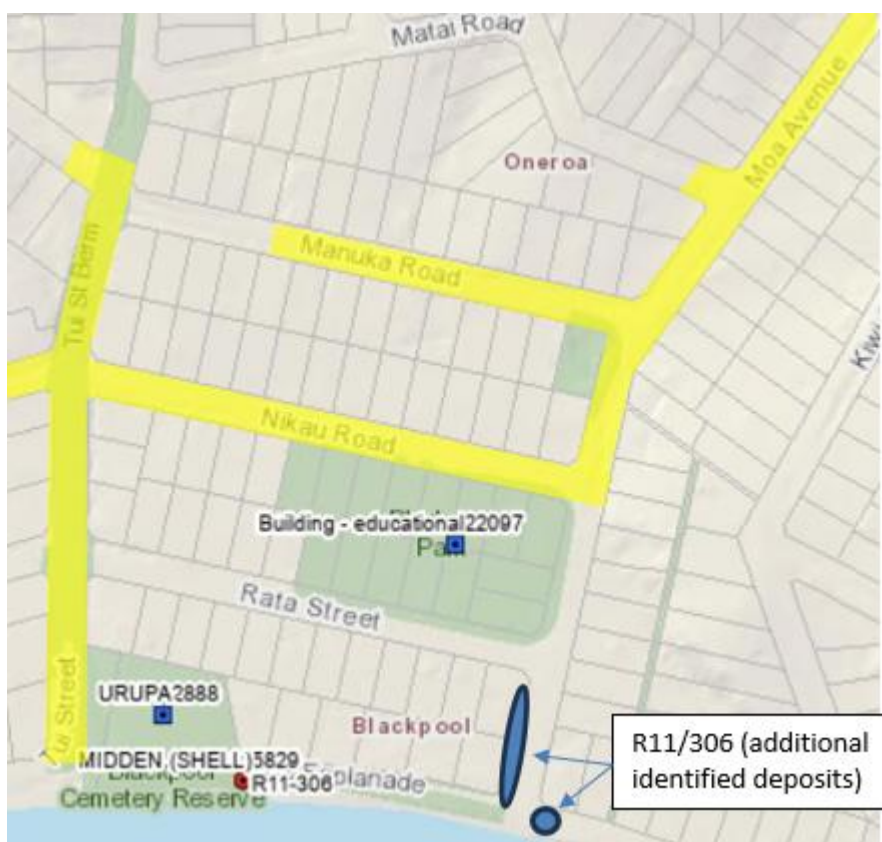 Matai Road
Oneroa
Moa Avenue
Manuka Road
Tui St Berm
Nikau Road
Building - educational22097
Park
Rata Street
Tui Street
URUPA2888
Blackpool
R11/306 (additional
identified deposits)
MIDDEN (SHELL)5829
R11-306
Esplanade
Blackpool
Cemetery Reserve